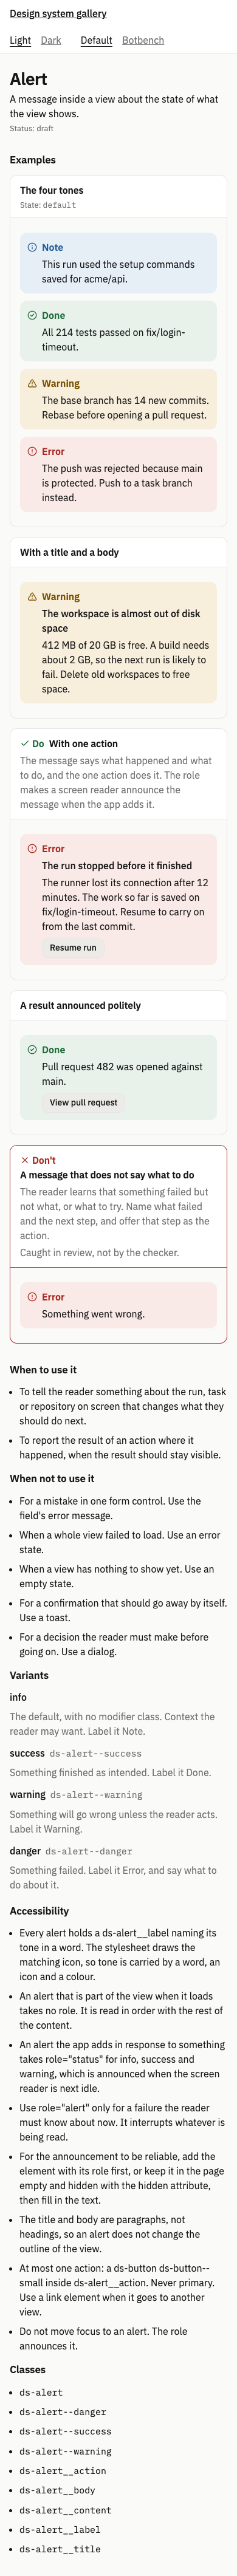 Design system gallery
Light Dark Default Botbench
Alert
A message inside a view about the state of what
the view shows.
Status: draft
Examples
The four tones
State: default
Note
This run used the setup commands
saved for acme/api.
Done
All 214 tests passed on fix/login-
timeout.
Warning
The base branch has 14 new commits.
Rebase before opening a pull request.
Error
The push was rejected because main
is protected. Push to a task branch
instead.
With a title and a body
Warning
The workspace is almost out of disk
space
412 MB of 20 GB is free. A build needs
about 2 GB, so the next run is likely to
fail. Delete old workspaces to free
space.
Do With one action
The message says what happened and what
to do, and the one action does it. The role
makes a screen reader announce the
message when the app adds it.
Error
The run stopped before it finished
The runner lost its connection after 12
minutes. The work so far is saved on
fix/login-timeout. Resume to carry on
from the last commit.
Resume run
A result announced politely
Done
Pull request 482 was opened against
main.
View pull request
Don't
A message that does not say what to do
The reader learns that something failed but
not what, or what to try. Name what failed
and the next step, and offer that step as the
action.
Caught in review, not by the checker.
Error
Something went wrong.
When to use it
• To tell the reader something about the run, task
or repository on screen that changes what they
should do next.
• To report the result of an action where it
happened, when the result should stay visible.
When not to use it
• For a mistake in one form control. Use the
field's error message.
• When a whole view failed to load. Use an error
state.
• When a view has nothing to show yet. Use an
empty state.
• For a confirmation that should go away by itself.
Use a toast.
• For a decision the reader must make before
going on. Use a dialog.
Variants
info
The default, with no modifier class. Context the
reader may want. Label it Note.
success ds-alert--success
Something finished as intended. Label it Done.
warning ds-alert--warning
Something will go wrong unless the reader acts.
Label it Warning.
danger ds-alert--danger
Something failed. Label it Error, and say what to
do about it.
Accessibility
• Every alert holds a ds-alert__label naming its
tone in a word. The stylesheet draws the
matching icon, so tone is carried by a word, an
icon and a colour.
• An alert that is part of the view when it loads
takes no role. It is read in order with the rest of
the content.
• An alert the app adds in response to something
takes role="status" for info, success and
warning, which is announced when the screen
reader is next idle.
• Use role="alert" only for a failure the reader
must know about now. It interrupts whatever is
being read.
• For the announcement to be reliable, add the
element with its role first, or keep it in the page
empty and hidden with the hidden attribute,
then fill in the text.
• The title and body are paragraphs, not
headings, so an alert does not change the
outline of the view.
• At most one action: a ds-button ds-button--
small inside ds-alert__action. Never primary.
Use a link element when it goes to another
view.
• Do not move focus to an alert. The role
announces it.
Classes
• ds-alert
• ds-alert--danger
• ds-alert--success
• ds-alert--warning
• ds-alert__action
• ds-alert__body
• ds-alert__content
• ds-alert__label
• ds-alert__title